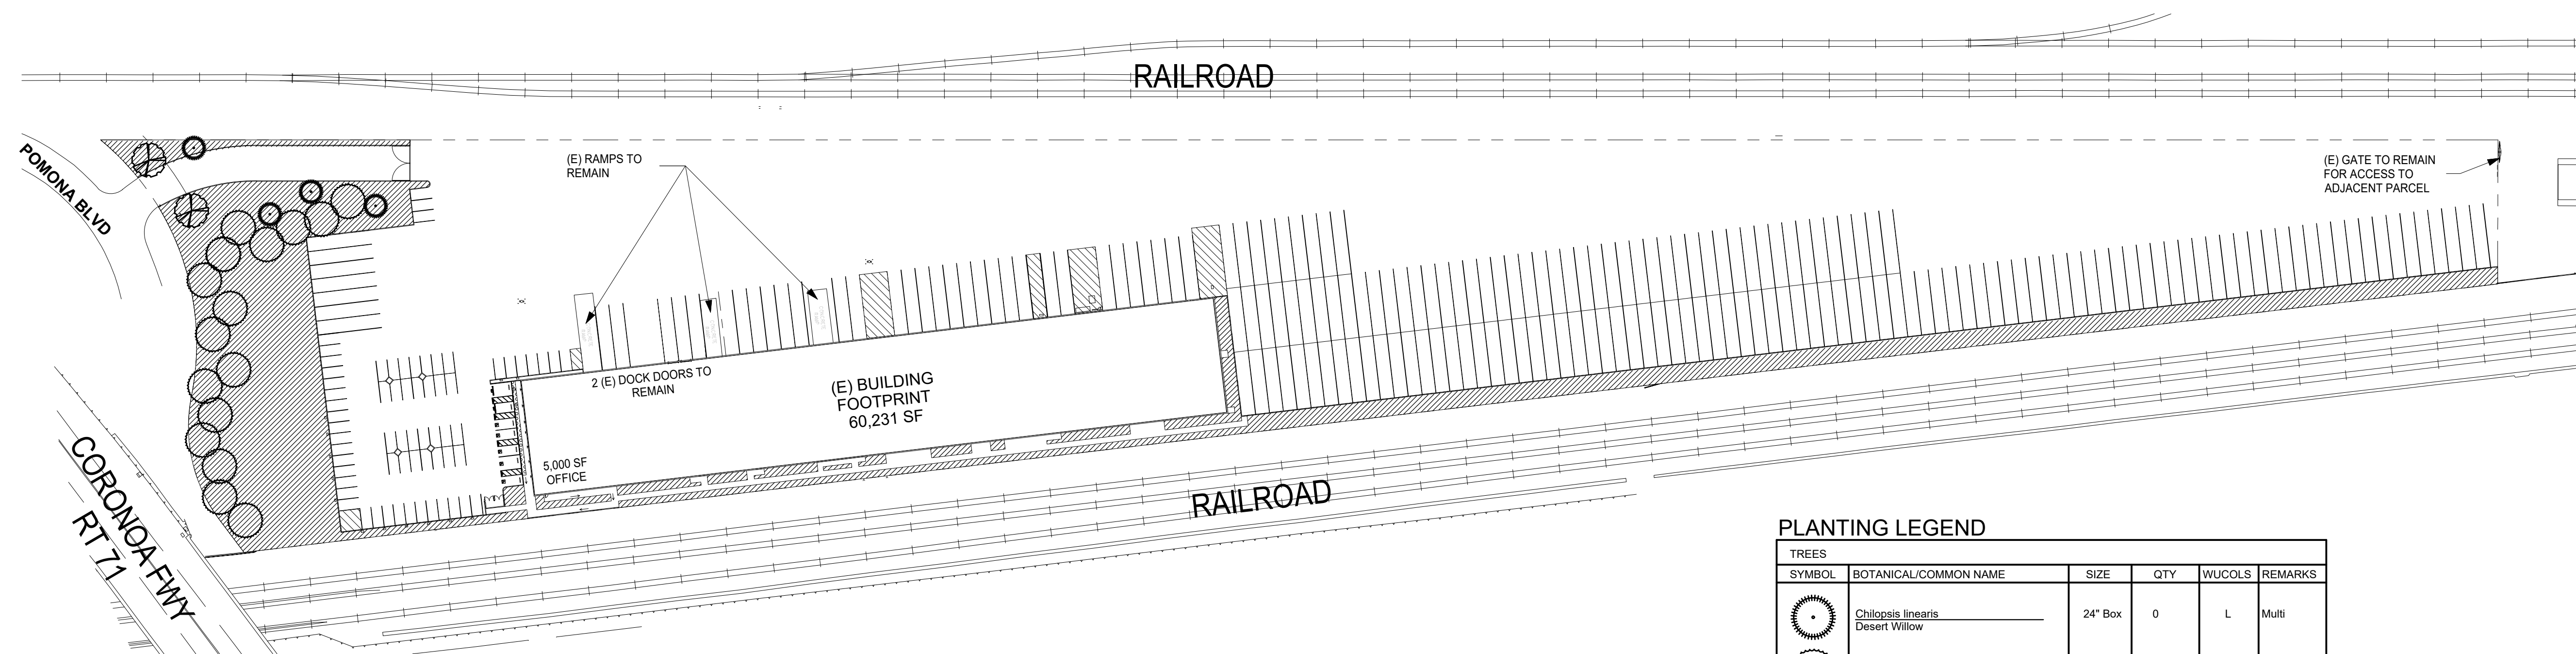 RAILROAD
POMONA BLVD
(E) RAMPS TO
REMAIN
(E) GATE TO REMAIN
FOR ACCESS TO
ADJACENT PARCEL
2 (E) DOCK DOORS TO
REMAIN
(E) BUILDING
FOOTPRINT
60,231 SF
5,000 SF
OFFICE
CORONOA FWY
RT 71
RAILROAD
PLANTING LEGEND
TREES
SYMBOL BOTANICAL/COMMON NAME SIZE QTY WUCOLS REMARKS
Chilopsis linearis 24" Box 0 L Multi
Desert Willow